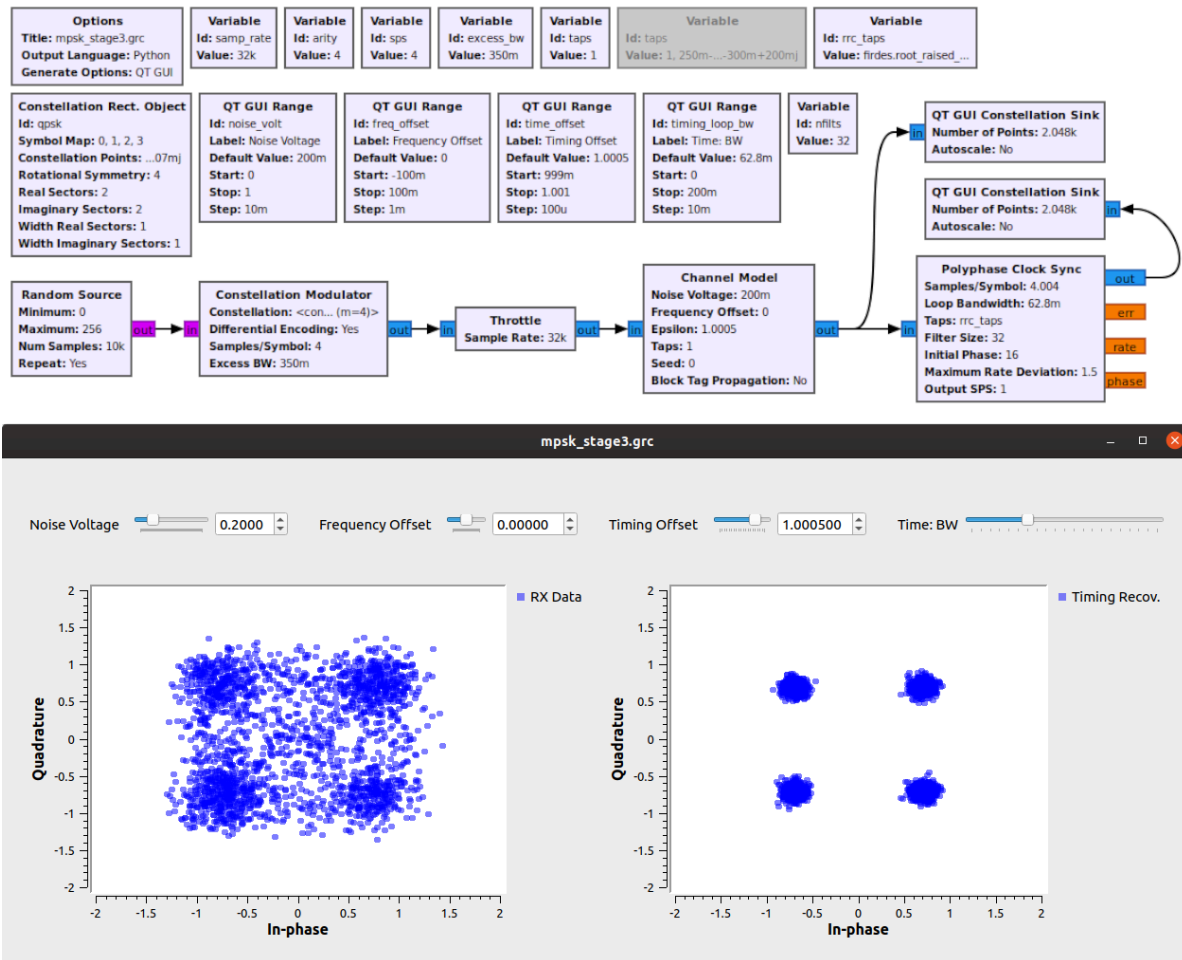 Options
Title: mpsk_stage3.grc
Output Language: Python
Generate Options: QT GUI
Variable
Id: samp_rate
Value: 32k
Variable
Id: arity
Value: 4
Variable
Id: sps
Value: 4
Variable
Id: excess_bw
Value: 350m
Variable
Id: taps
Value: 1
Variable
Id: taps
Value: 1, 250m-...-300m+200mj
Variable
Id: rrc_taps
Value: firdes.root_raised_...
Constellation Rect. Object
Id: qpsk
Symbol Map: 0, 1, 2, 3
Constellation Points: ...07mj
Rotational Symmetry: 4
Real Sectors: 2
Imaginary Sectors: 2
Width Real Sectors: 1
Width Imaginary Sectors: 1
QT GUI Range
Id: noise_volt
Label: Noise Voltage
Default Value: 200m
Start: 0
Stop: 1
Step: 10m
QT GUI Range
Id: freq_offset
Label: Frequency Offset
Default Value: 0
Start: -100m
Stop: 100m
Step: 1m
QT GUI Range
Id: time_offset
Label: Timing Offset
Default Value: 1.0005
Start: 999m
Stop: 1.001
Step: 100u
QT GUI Range
Id: timing_loop_bw
Label: Time: BW
Default Value: 62.8m
Start: 0
Stop: 200m
Step: 10m
Variable
Id: nfilts
Value: 32
QT GUI Constellation Sink
Number of Points: 2.048k
Autoscale: No
in
QT GUI Constellation Sink
Number of Points: 2.048k
Autoscale: No
in
Random Source
Minimum: 0
Maximum: 256
Num Samples: 10k
Repeat: Yes
out
in
Constellation Modulator
Constellation: <con... (m=4)>
Differential Encoding: Yes
Samples/Symbol: 4
Excess BW: 350m
out
in
Throttle
Sample Rate: 32k
out
in
Channel Model
Noise Voltage: 200m
Frequency Offset: 0
Epsilon: 1.0005
Taps: 1
Seed: 0
Block Tag Propagation: No
out
in
Polyphase Clock Sync
Samples/Symbol: 4.004
Loop Bandwidth: 62.8m
Taps: rrc_taps
Filter Size: 32
Initial Phase: 16
Maximum Rate Deviation: 1.5
Output SPS: 1
out
err
rate
phase
mpsk_stage3.grc
Noise Voltage
0.2000
Frequency Offset
0.00000
Timing Offset
1.000500
Time: BW
2
1.5
1
0.5
0
-0.5
-1
-1.5
-2
Quadrature
-2 -1.5 -1 -0.5 0 0.5 1 1.5 2
In-phase
RX Data
2
1.5
1
0.5
0
-0.5
-1
-1.5
-2
Quadrature
-2 -1.5 -1 -0.5 0 0.5 1 1.5 2
In-phase
Timing Recov.